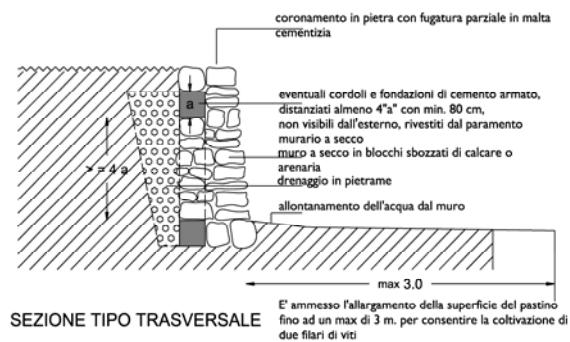 coronamento in pietra con fugatura parziale in malta
cementizia
a
eventuali cordoli e fondazioni di cemento armato,
distanziati almeno 4"a" con min. 80 cm,
non visibili dall'esterno, rivestiti dal paramento
murario a secco
muro a secco in blocchi sbozzati di calcare o
arenaria
> = 4 a
drenaggio in pietrame
allontanamento dell'acqua dal muro
max 3.0
SEZIONE TIPO TRASVERSALE
E' ammesso l'allargamento della superficie del pastino
fino ad un max di 3 m. per consentire la coltivazione di
due filari di viti